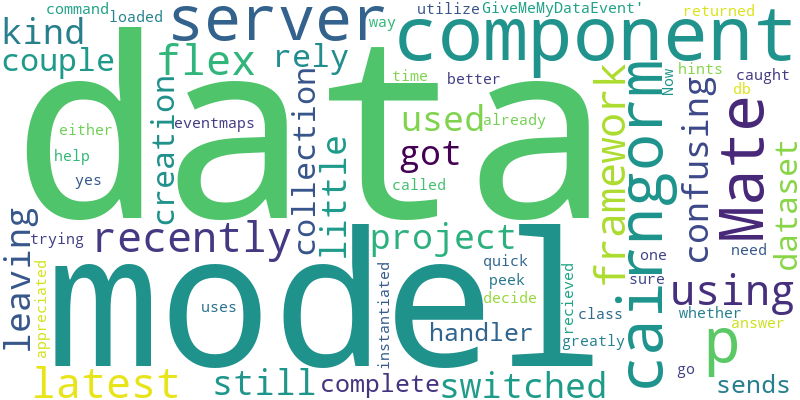 command loaded server utilize GiveMeMyDataEvent' returned
kind component way
couple flex rely time better hints caught
data creation collection framework cairngorm Now confusing db Mate dataset
either eventmaps used already
help little got
yes called
leaving trying recently project
model uses instantiated quick recieved one need
appreciated peek sure
decide using
handler class whether
greatly p answer
latest still complete switched go sends